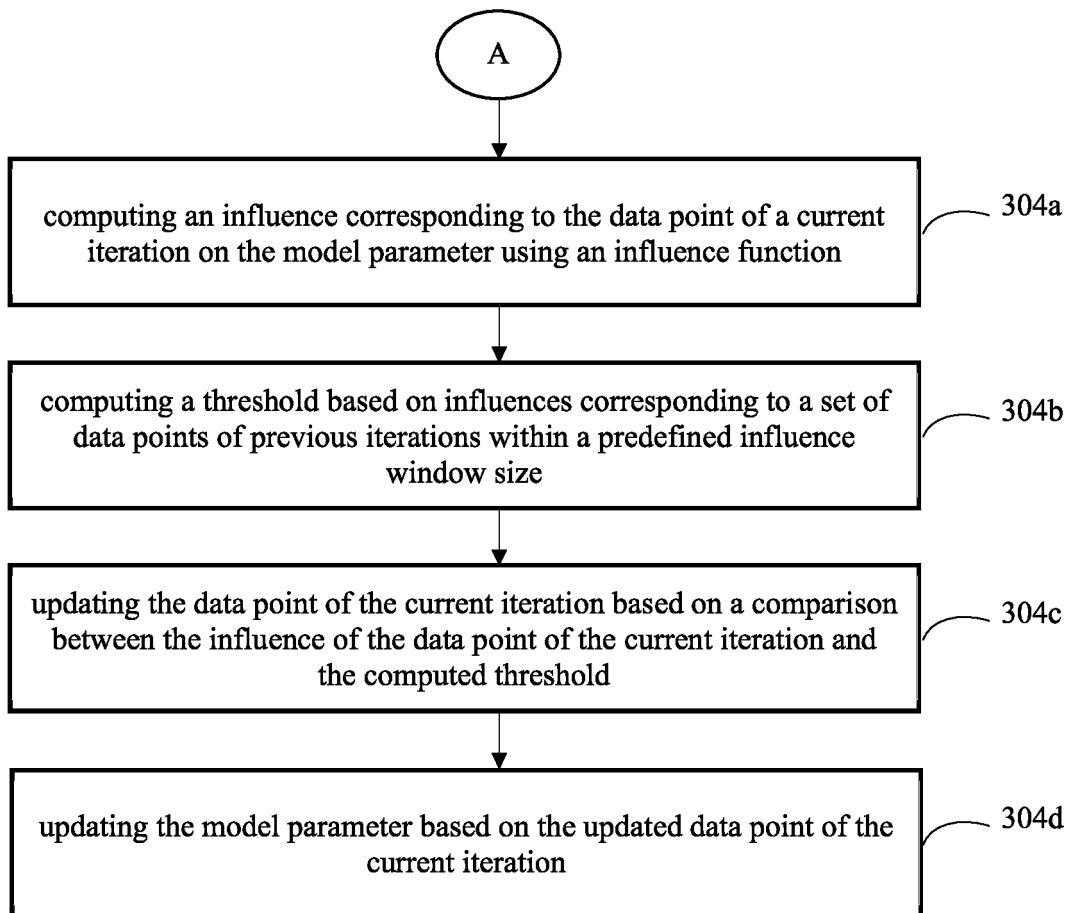 A
computing an influence corresponding to the data point of a current
iteration on the model parameter using an influence function
304a
computing a threshold based on influences corresponding to a set of
data points of previous iterations within a predefined influence
window size
304b
updating the data point of the current iteration based on a comparison
between the influence of the data point of the current iteration and
the computed threshold
304c
updating the model parameter based on the updated data point of the
current iteration
304d